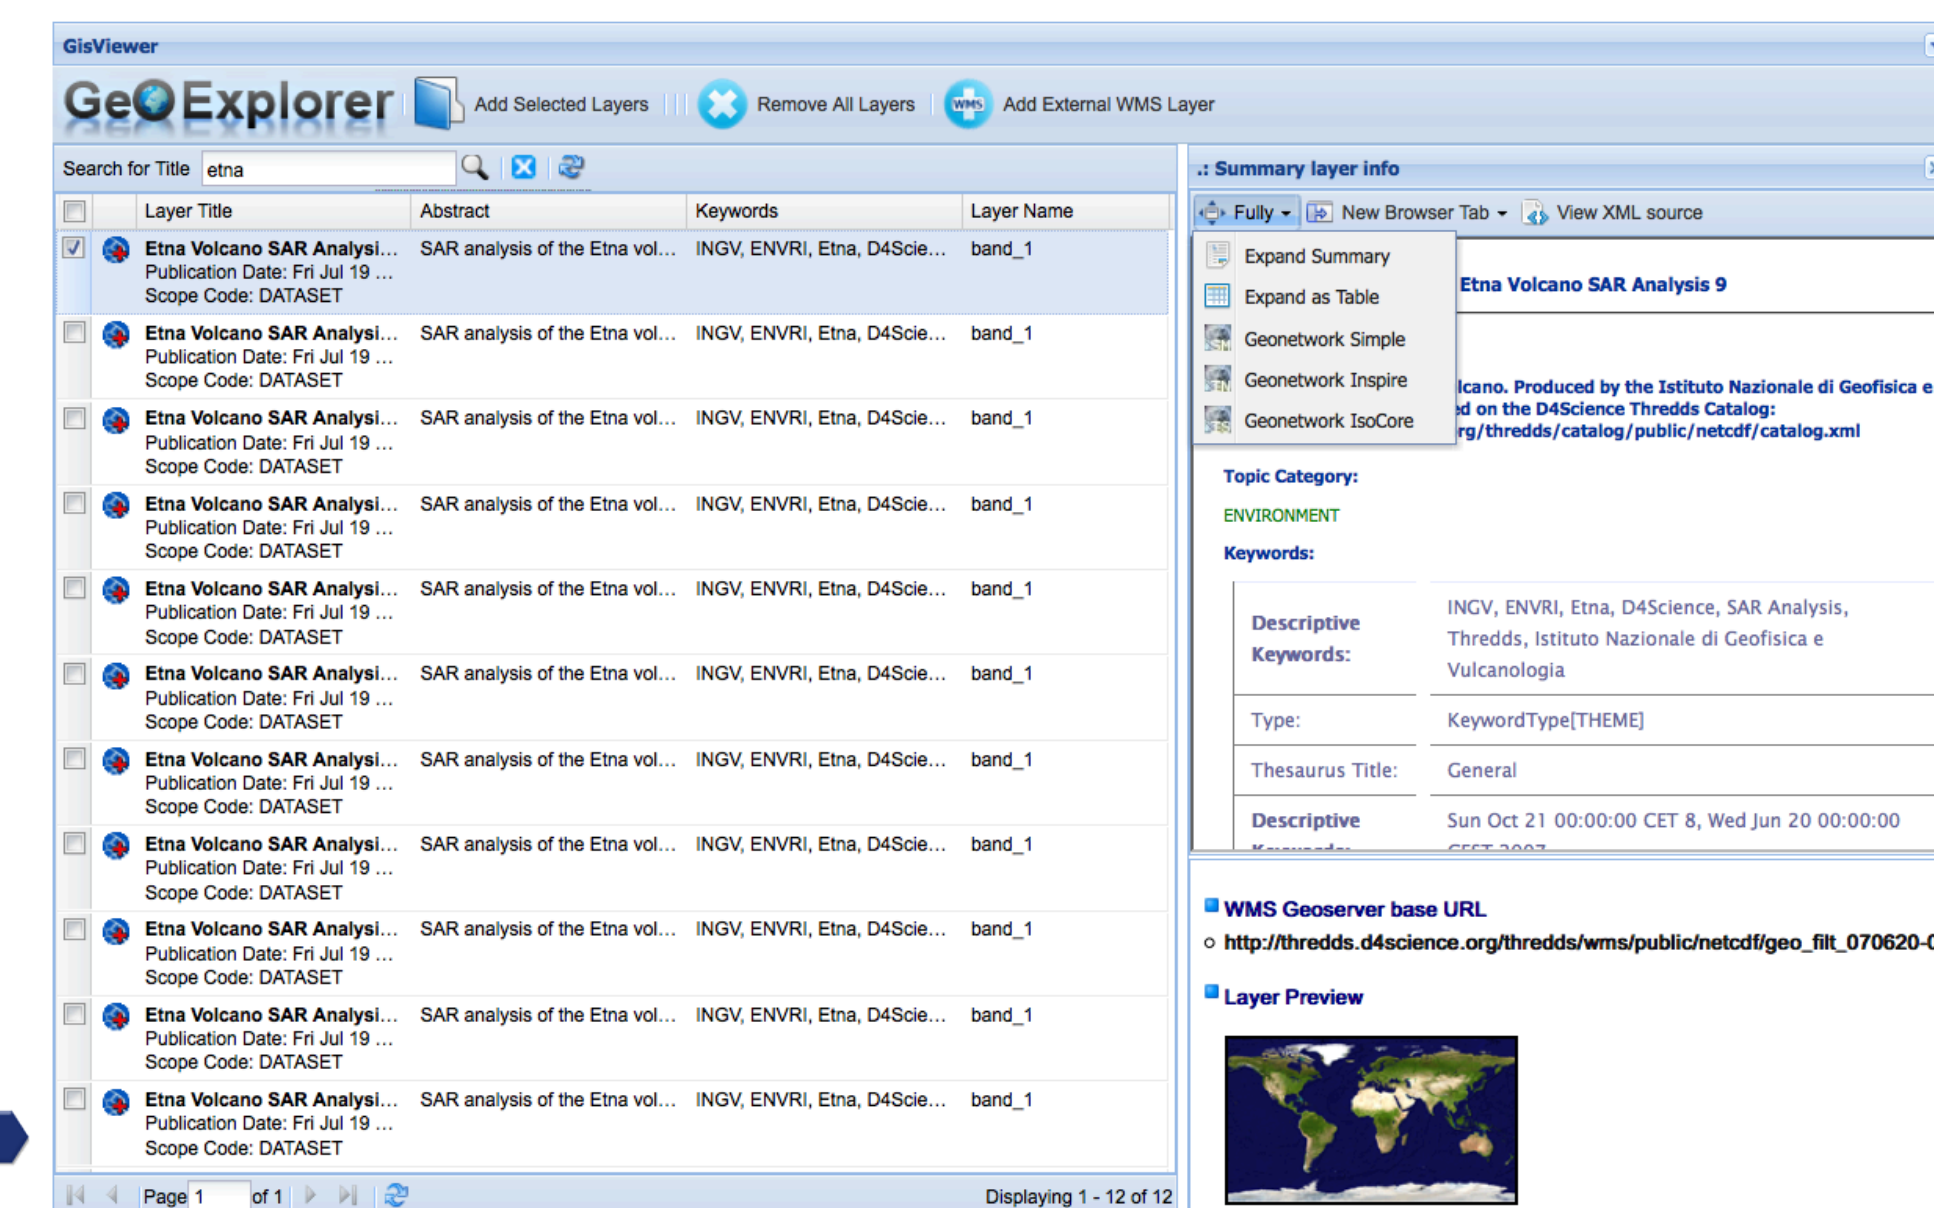 GisViewer
GeoExplorer Add Selected Layers Remove All Layers WMS Add External WMS Layer
Search for Title etna
Layer Title Abstract Keywords Layer Name
Etna Volcano SAR Analysi... SAR analysis of the Etna vol... INGV, ENVRI, Etna, D4Scie... band_1
Publication Date: Fri Jul 19 ...
Scope Code: DATASET
Etna Volcano SAR Analysi... SAR analysis of the Etna vol... INGV, ENVRI, Etna, D4Scie... band_1
Publication Date: Fri Jul 19 ...
Scope Code: DATASET
Etna Volcano SAR Analysi... SAR analysis of the Etna vol... INGV, ENVRI, Etna, D4Scie... band_1
Publication Date: Fri Jul 19 ...
Scope Code: DATASET
Etna Volcano SAR Analysi... SAR analysis of the Etna vol... INGV, ENVRI, Etna, D4Scie... band_1
Publication Date: Fri Jul 19 ...
Scope Code: DATASET
Etna Volcano SAR Analysi... SAR analysis of the Etna vol... INGV, ENVRI, Etna, D4Scie... band_1
Publication Date: Fri Jul 19 ...
Scope Code: DATASET
Etna Volcano SAR Analysi... SAR analysis of the Etna vol... INGV, ENVRI, Etna, D4Scie... band_1
Publication Date: Fri Jul 19 ...
Scope Code: DATASET
Etna Volcano SAR Analysi... SAR analysis of the Etna vol... INGV, ENVRI, Etna, D4Scie... band_1
Publication Date: Fri Jul 19 ...
Scope Code: DATASET
Etna Volcano SAR Analysi... SAR analysis of the Etna vol... INGV, ENVRI, Etna, D4Scie... band_1
Publication Date: Fri Jul 19 ...
Scope Code: DATASET
Etna Volcano SAR Analysi... SAR analysis of the Etna vol... INGV, ENVRI, Etna, D4Scie... band_1
Publication Date: Fri Jul 19 ...
Scope Code: DATASET
Etna Volcano SAR Analysi... SAR analysis of the Etna vol... INGV, ENVRI, Etna, D4Scie... band_1
Publication Date: Fri Jul 19 ...
Scope Code: DATASET
Etna Volcano SAR Analysi... SAR analysis of the Etna vol... INGV, ENVRI, Etna, D4Scie... band_1
Publication Date: Fri Jul 19 ...
Scope Code: DATASET
Page 1 of 1 Displaying 1 - 12 of 12
.: Summary layer info
Fully New Browser Tab View XML source
Expand Summary
Expand as Table
Geonetwork Simple
Geonetwork Inspire
Geonetwork IsoCore
Etna Volcano SAR Analysis 9
lcano. Produced by the Istituto Nazionale di Geofisica e
ed on the D4Science Thredds Catalog:
rg/thredds/catalog/public/netcdf/catalog.xml
Topic Category:
ENVIRONMENT
Keywords:
Descriptive Keywords: INGV, ENVRI, Etna, D4Science, SAR Analysis,
Thredds, Istituto Nazionale di Geofisica e
Vulcanologia
Type: KeywordType[THEME]
Thesaurus Title: General
Descriptive Sun Oct 21 00:00:00 CET 8, Wed Jun 20 00:00:00
WMS Geoserver base URL
http://thredds.d4science.org/thredds/wms/public/netcdf/geo_filt_070620-0
Layer Preview